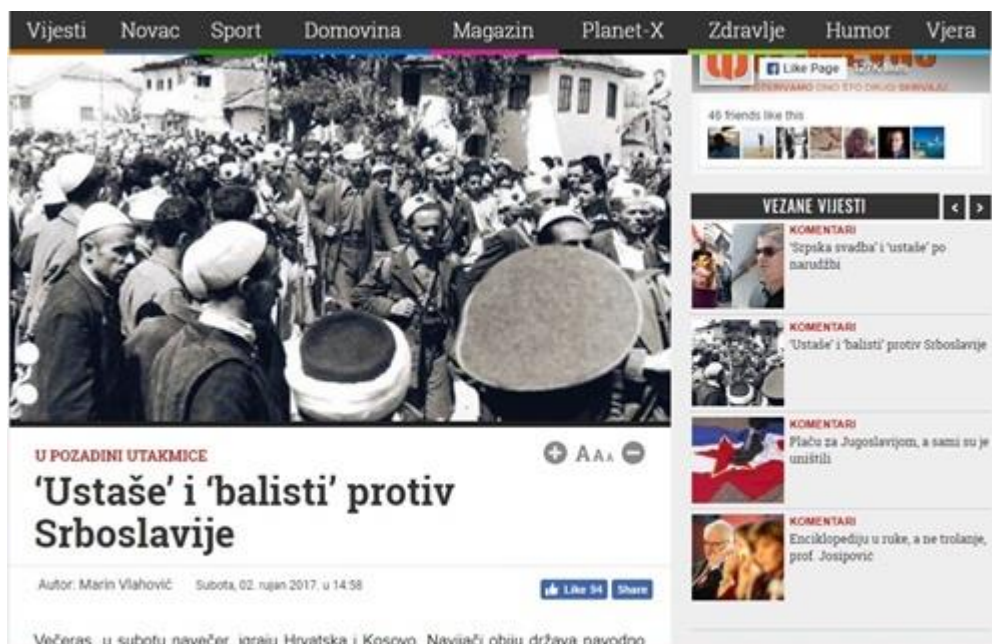 Vijesti Novac Sport Domovina Magazin Planet-X Zdravlje Humor Vjera
Like Page
46 friends like this
VEZANE VIJESTI
KOMENTARI
'Srpska svadba' i 'ustaše' po
narudžbi
KOMENTARI
'Ustaše' i 'balisti' protiv Srboslavije
KOMENTARI
Plaču za Jugoslavijom, a sami su je
uništili
KOMENTARI
Enciklopediju u ruke, a ne trolanje,
prof. Josipović
U POZADINI UTAKMICE
A A A
'Ustaše' i 'balisti' protiv
Srboslavije
Autor: Marin Vlahović Subota, 02. rujan 2017. u 14:58
Like 94 Share
Večeras, u subotu navečer, igraju Hrvatska i Kosovo. Navijači obiju država navodno